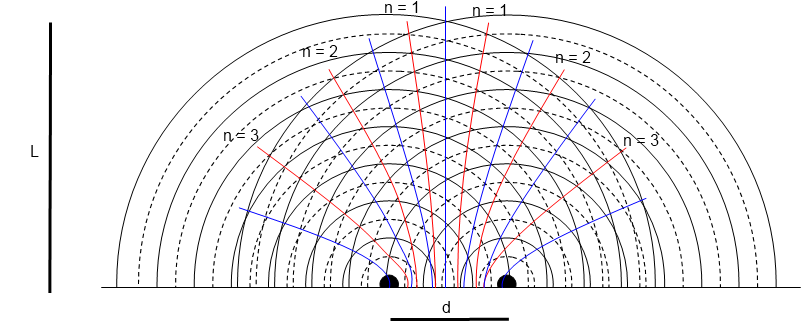 n = 1
n = 1
n = 2
n = 2
n = 3
n = 3
L
d